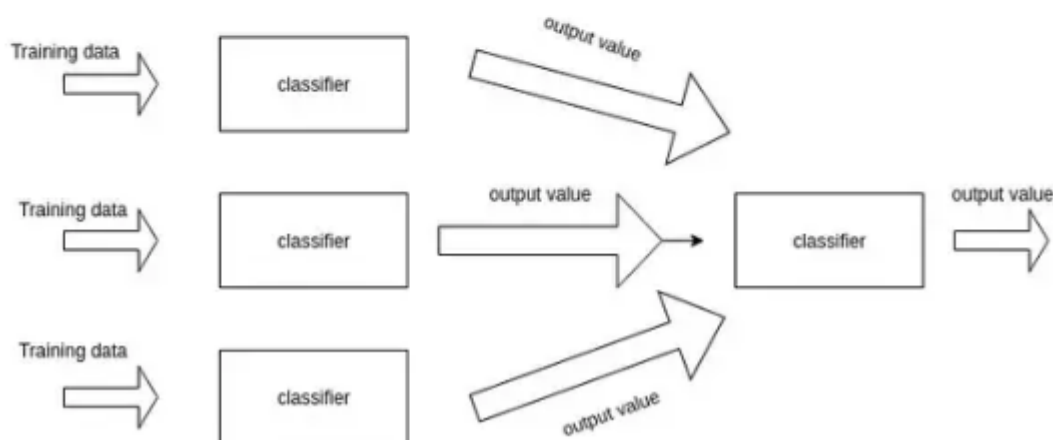 output value
Training data
classifier
output value
output value
Training data
classifier
classifier
Training data
classifier
output value